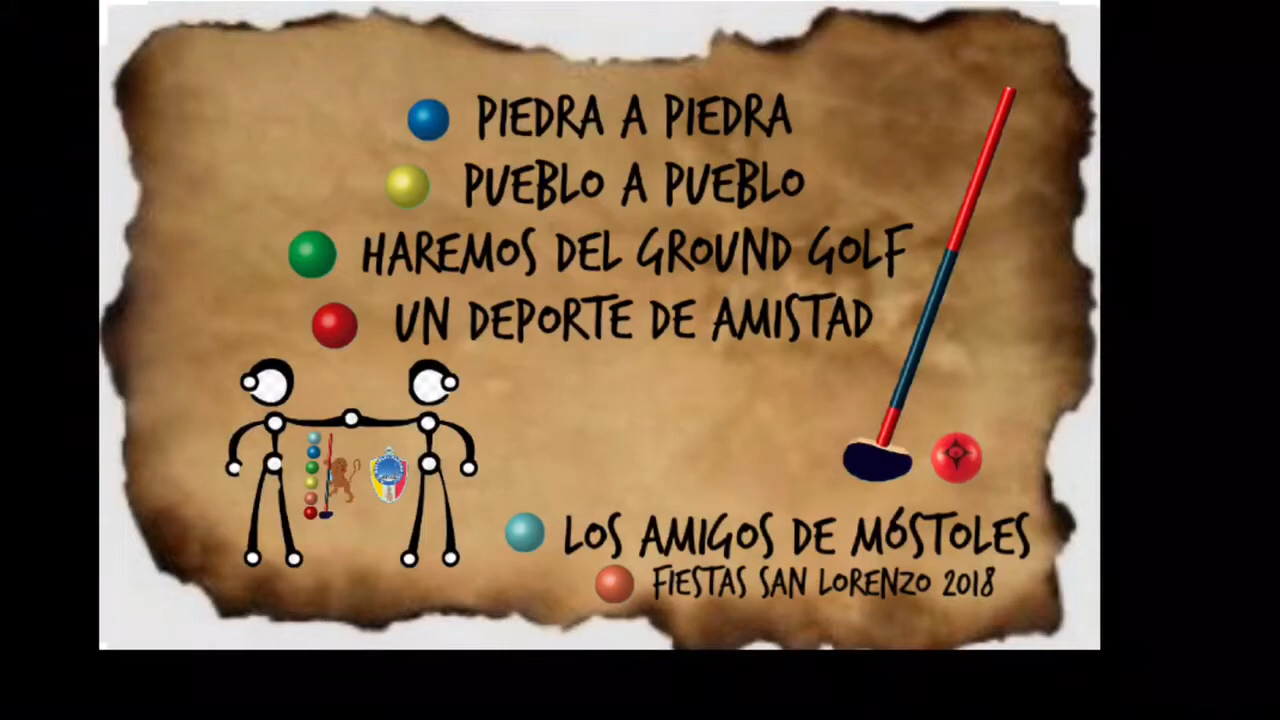 PIEDRA A PIEDRA
PUEBLO A PUEBLO
HAREMOS DEL GROUND GOLF
UN DEPORTE DE AMISTAD
LOS AMIGOS DE MÓSTOLES
FIESTAS SAN LORENZO 2018